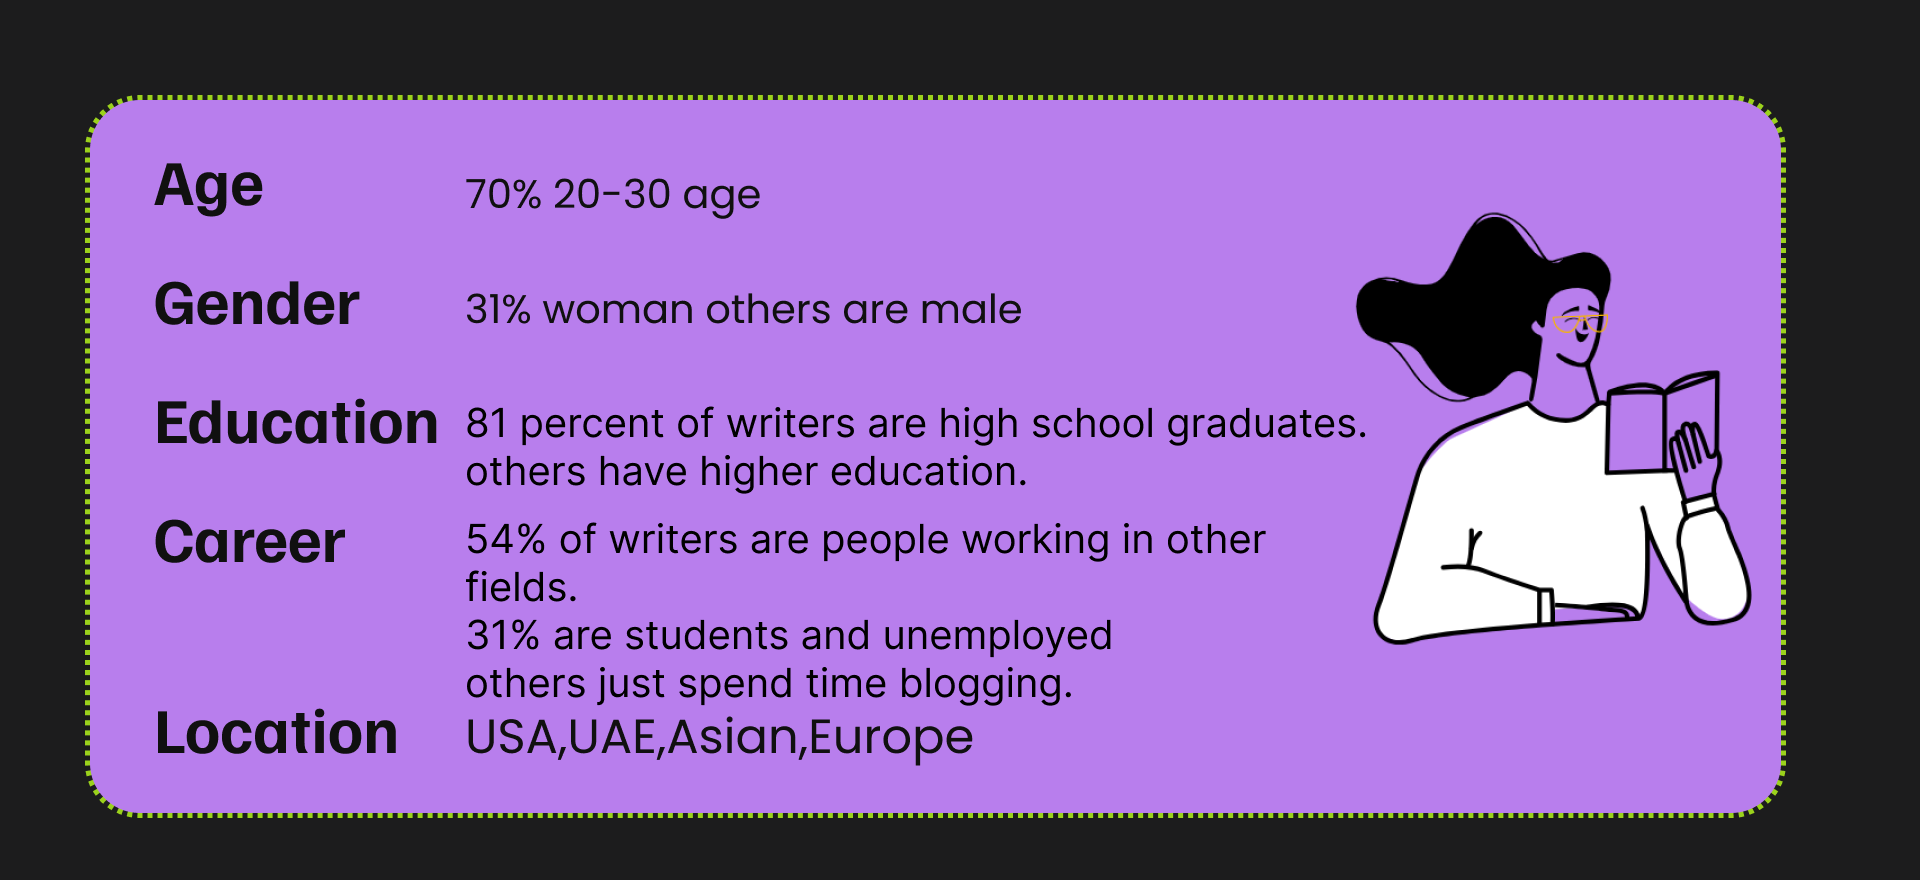 Age
70% 20-30 age
Gender
31% woman others are male
Education
81 percent of writers are high school graduates.
others have higher education.
Career
54% of writers are people working in other
fields.
31% are students and unemployed
others just spend time blogging.
Location
USA,UAE,Asian,Europe